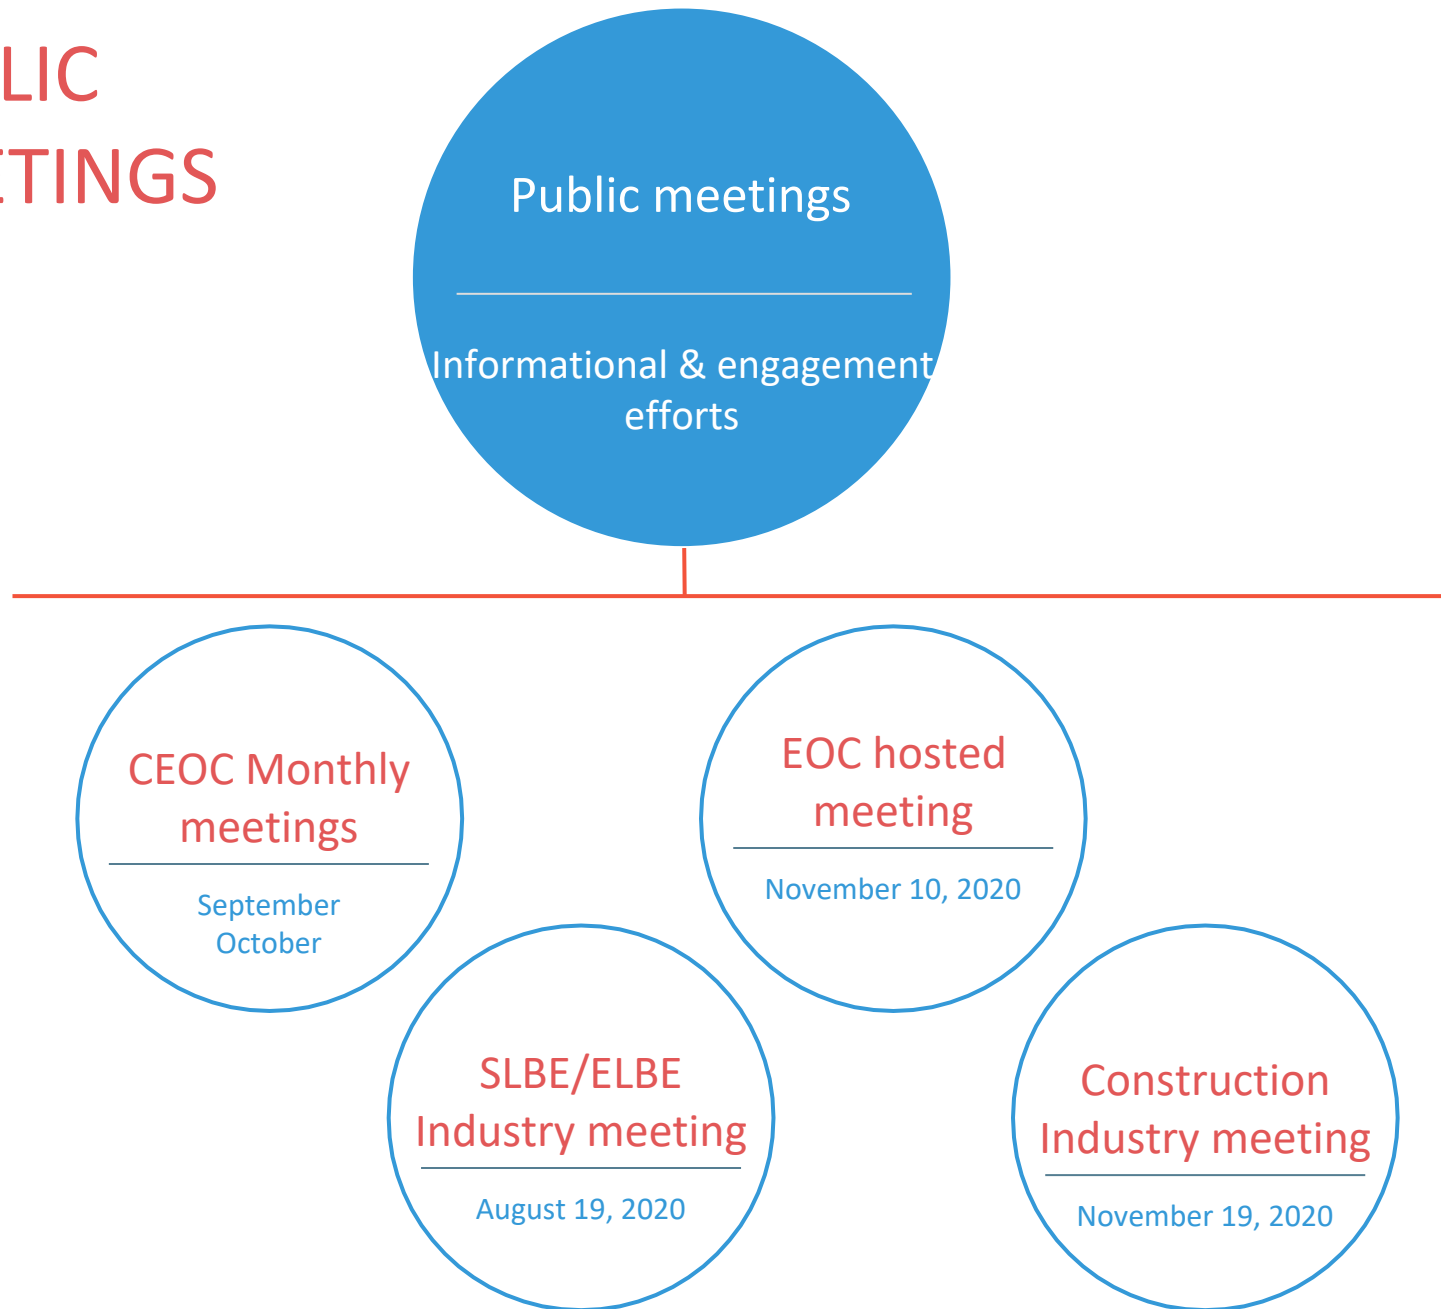 LIC
ETINGS
Public meetings
Informational & engagement
efforts
CEOC Monthly
meetings
September
October
EOC hosted
meeting
November 10, 2020
SLBE/ELBE
Industry meeting
August 19, 2020
Construction
Industry meeting
November 19, 2020